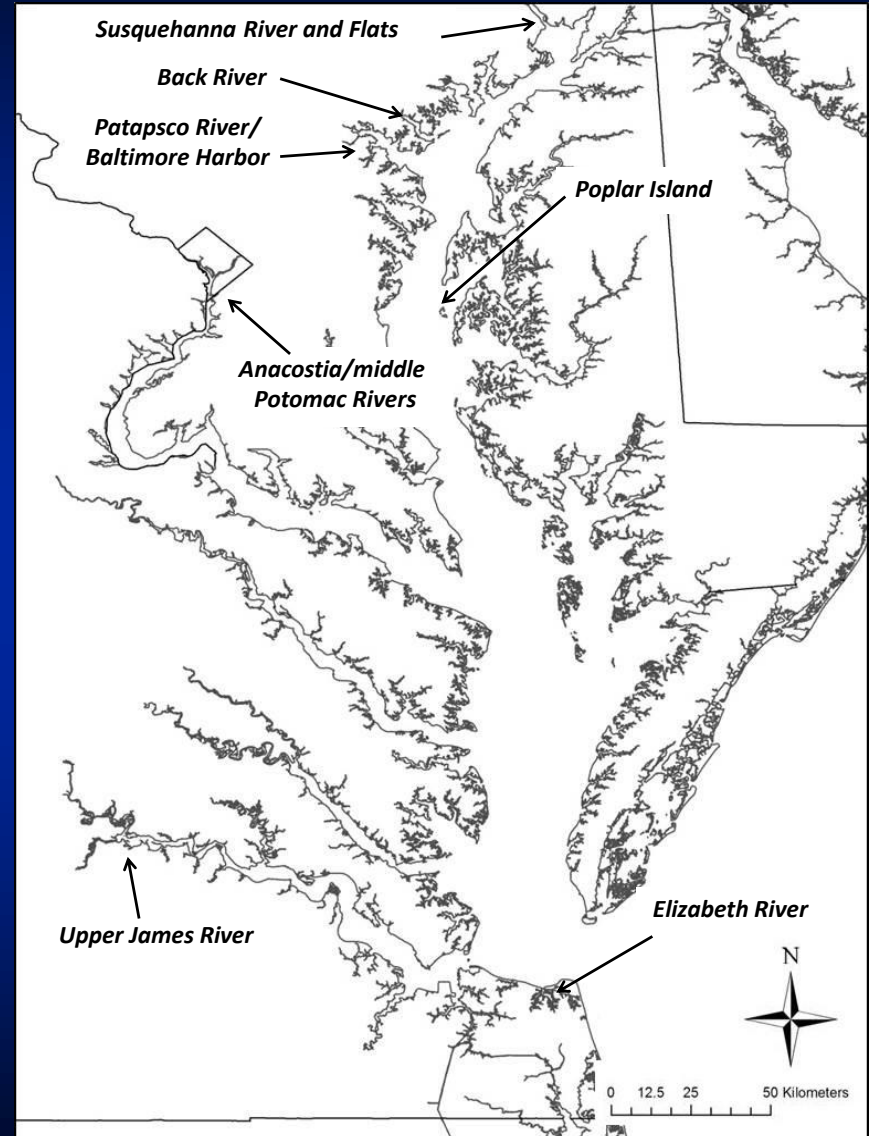 Susquehanna River and Flats
Back River
Patapsco River/
Baltimore Harbor
Poplar Island
Anacostia/middle
Potomac Rivers
Upper James River
Elizabeth River
N
0 12.5 25 50 Kilometers